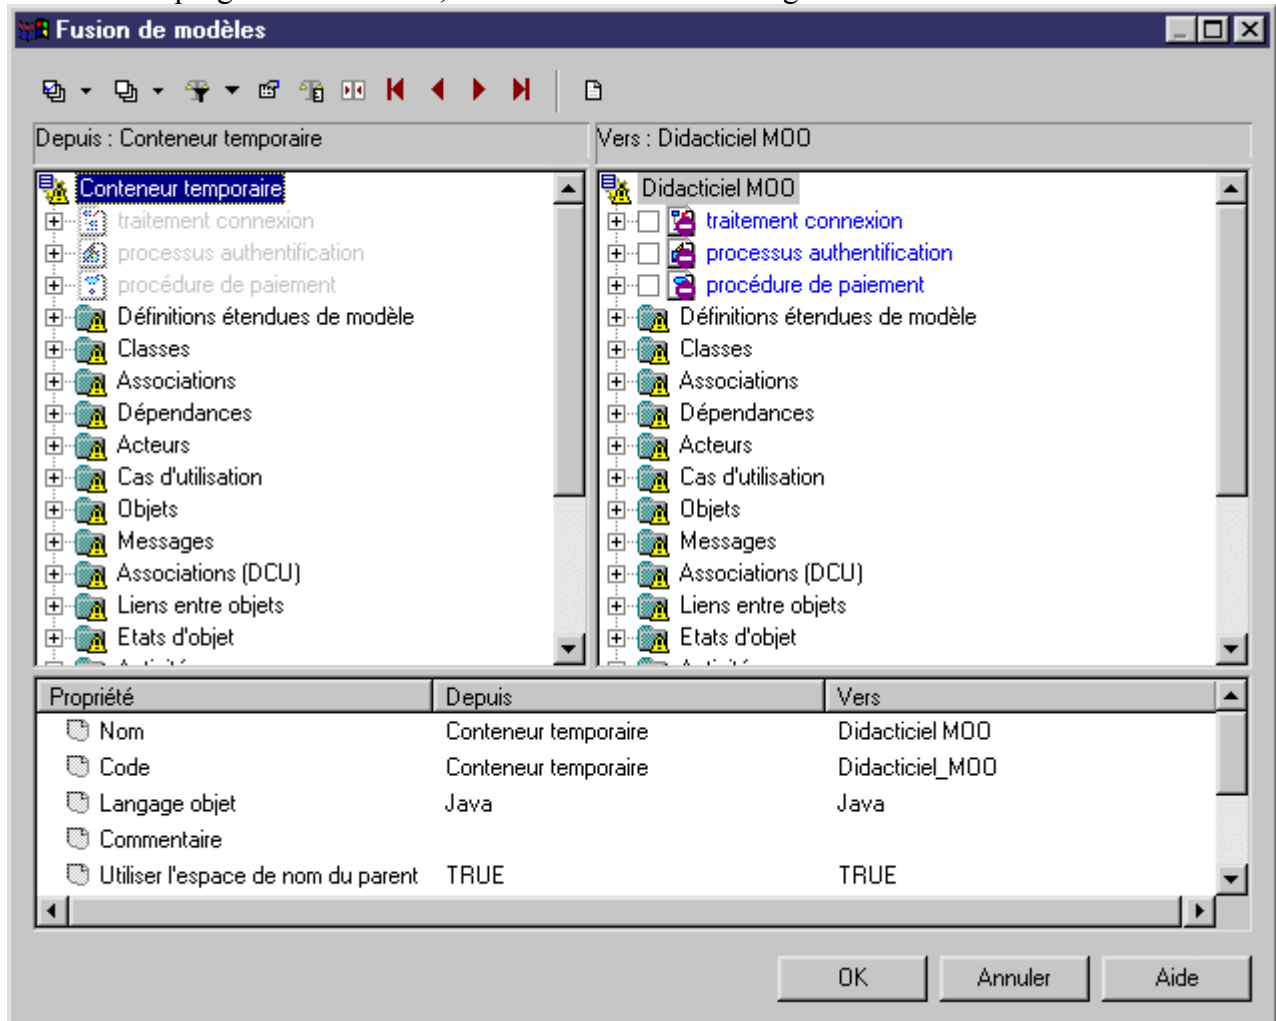 Fusion de modèles
Depuis : Conteneur temporaire
Vers : Didacticiel MOO
Conteneur temporaire
traitement connexion
processus authentification
procédure de paiement
Définitions étendues de modèle
Classes
Associations
Dépendances
Acteurs
Cas d'utilisation
Objets
Messages
Associations (DCU)
Liens entre objets
Etats d'objet
Didacticiel MOO
traitement connexion
processus authentification
procédure de paiement
Définitions étendues de modèle
Classes
Associations
Dépendances
Acteurs
Cas d'utilisation
Objets
Messages
Associations (DCU)
Liens entre objets
Etats d'objet
Propriété Depuis Vers
Nom Conteneur temporaire Didacticiel MOO
Code Conteneur temporaire Didacticiel_MOO
Langage objet Java Java
Commentaire
Utiliser l'espace de nom du parent TRUE TRUE
OK Annuler Aide